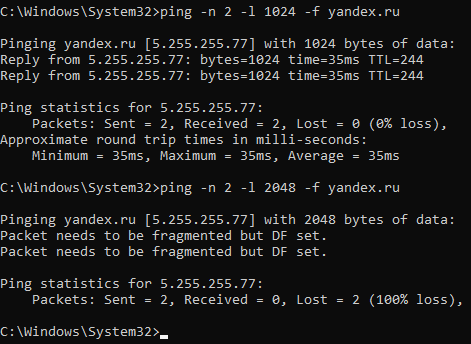 C:\Windows\System32>ping -n 2 -l 1024 -f yandex.ru
Pinging yandex.ru [5.255.255.77] with 1024 bytes of data:
Reply from 5.255.255.77: bytes=1024 time=35ms TTL=244
Reply from 5.255.255.77: bytes=1024 time=35ms TTL=244
Ping statistics for 5.255.255.77:
    Packets: Sent = 2, Received = 2, Lost = 0 (0% loss),
Approximate round trip times in milli-seconds:
    Minimum = 35ms, Maximum = 35ms, Average = 35ms
C:\Windows\System32>ping -n 2 -l 2048 -f yandex.ru
Pinging yandex.ru [5.255.255.77] with 2048 bytes of data:
Packet needs to be fragmented but DF set.
Packet needs to be fragmented but DF set.
Ping statistics for 5.255.255.77:
    Packets: Sent = 2, Received = 0, Lost = 2 (100% loss),
C:\Windows\System32>